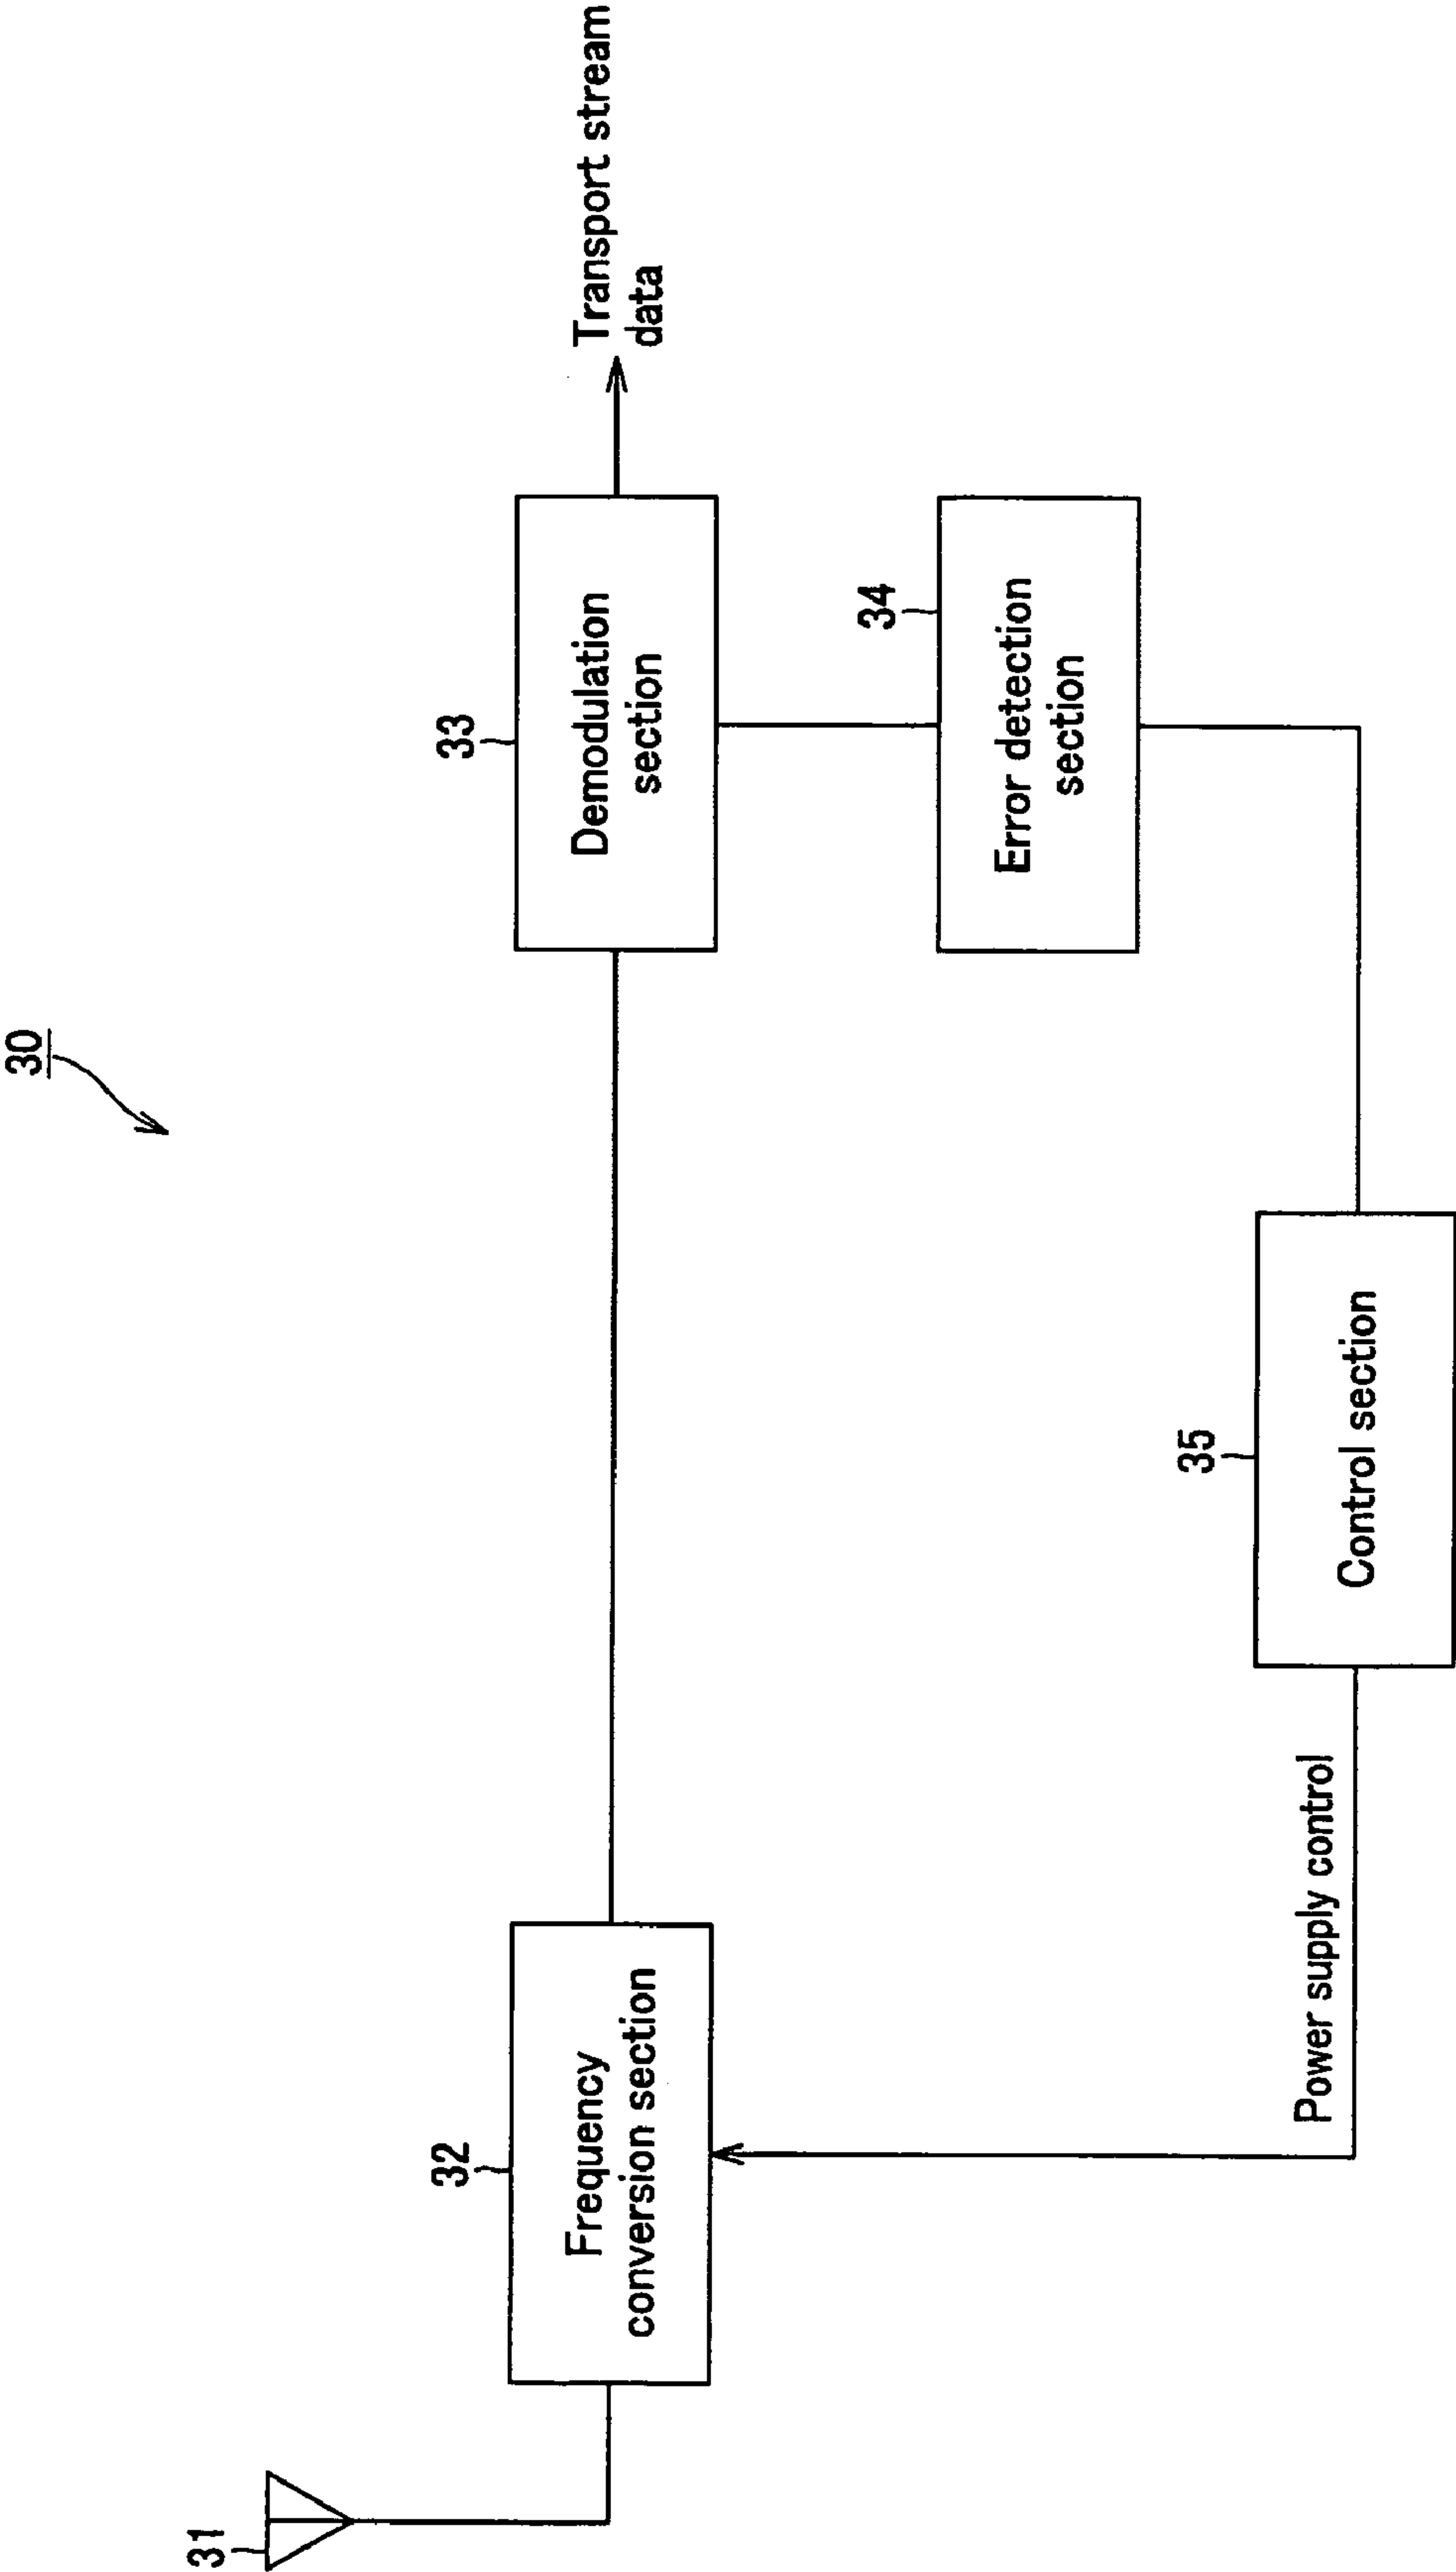 30
31
32
Frequency
conversion section
33
Demodulation
section
Transport stream
data
34
Error detection
section
35
Control section
Power supply control